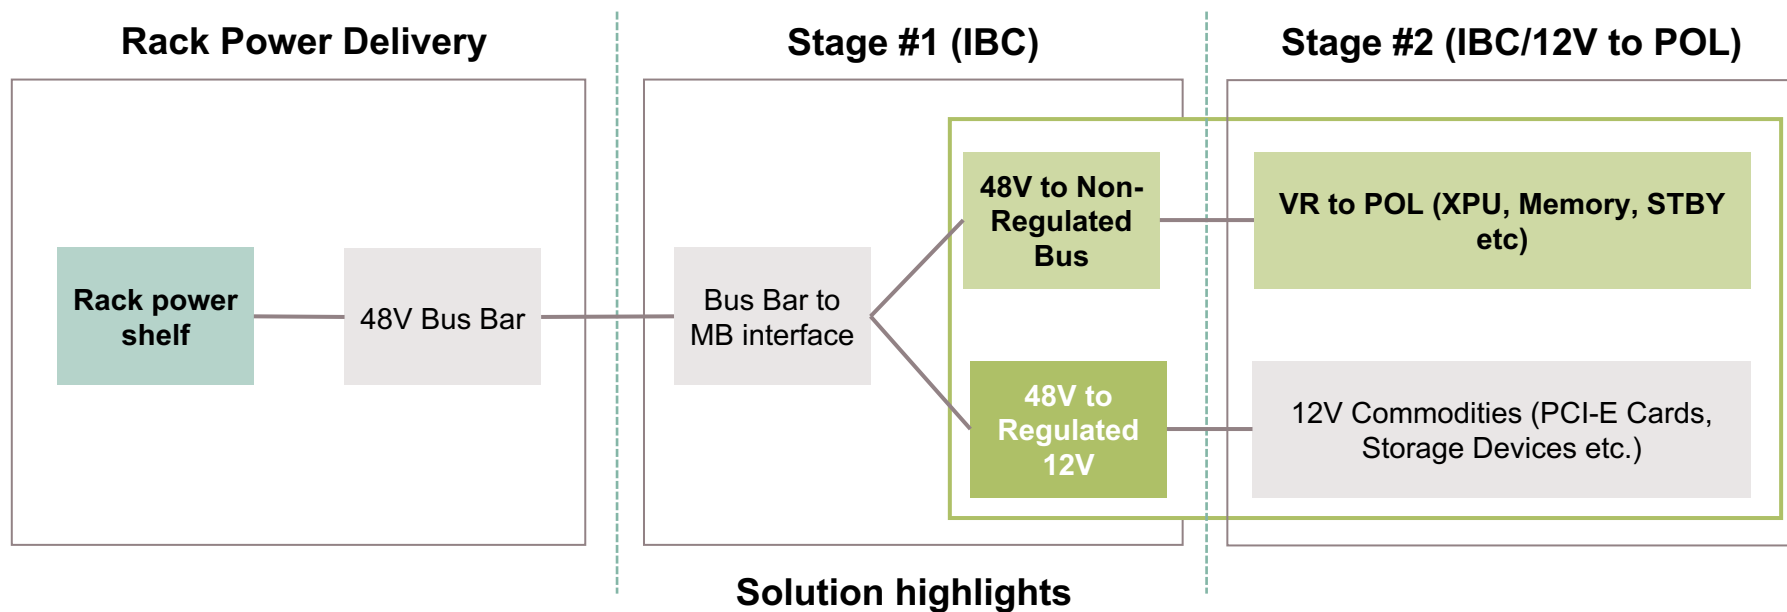 Rack Power Delivery
Stage #1 (IBC)
Stage #2 (IBC/12V to POL)
Rack power
shelf
48V Bus Bar
Bus Bar to
MB interface
48V to Non-
Regulated
Bus
VR to POL (XPU, Memory, STBY
etc)
48V to
Regulated
12V
12V Commodities (PCI-E Cards,
Storage Devices etc.)
Solution highlights